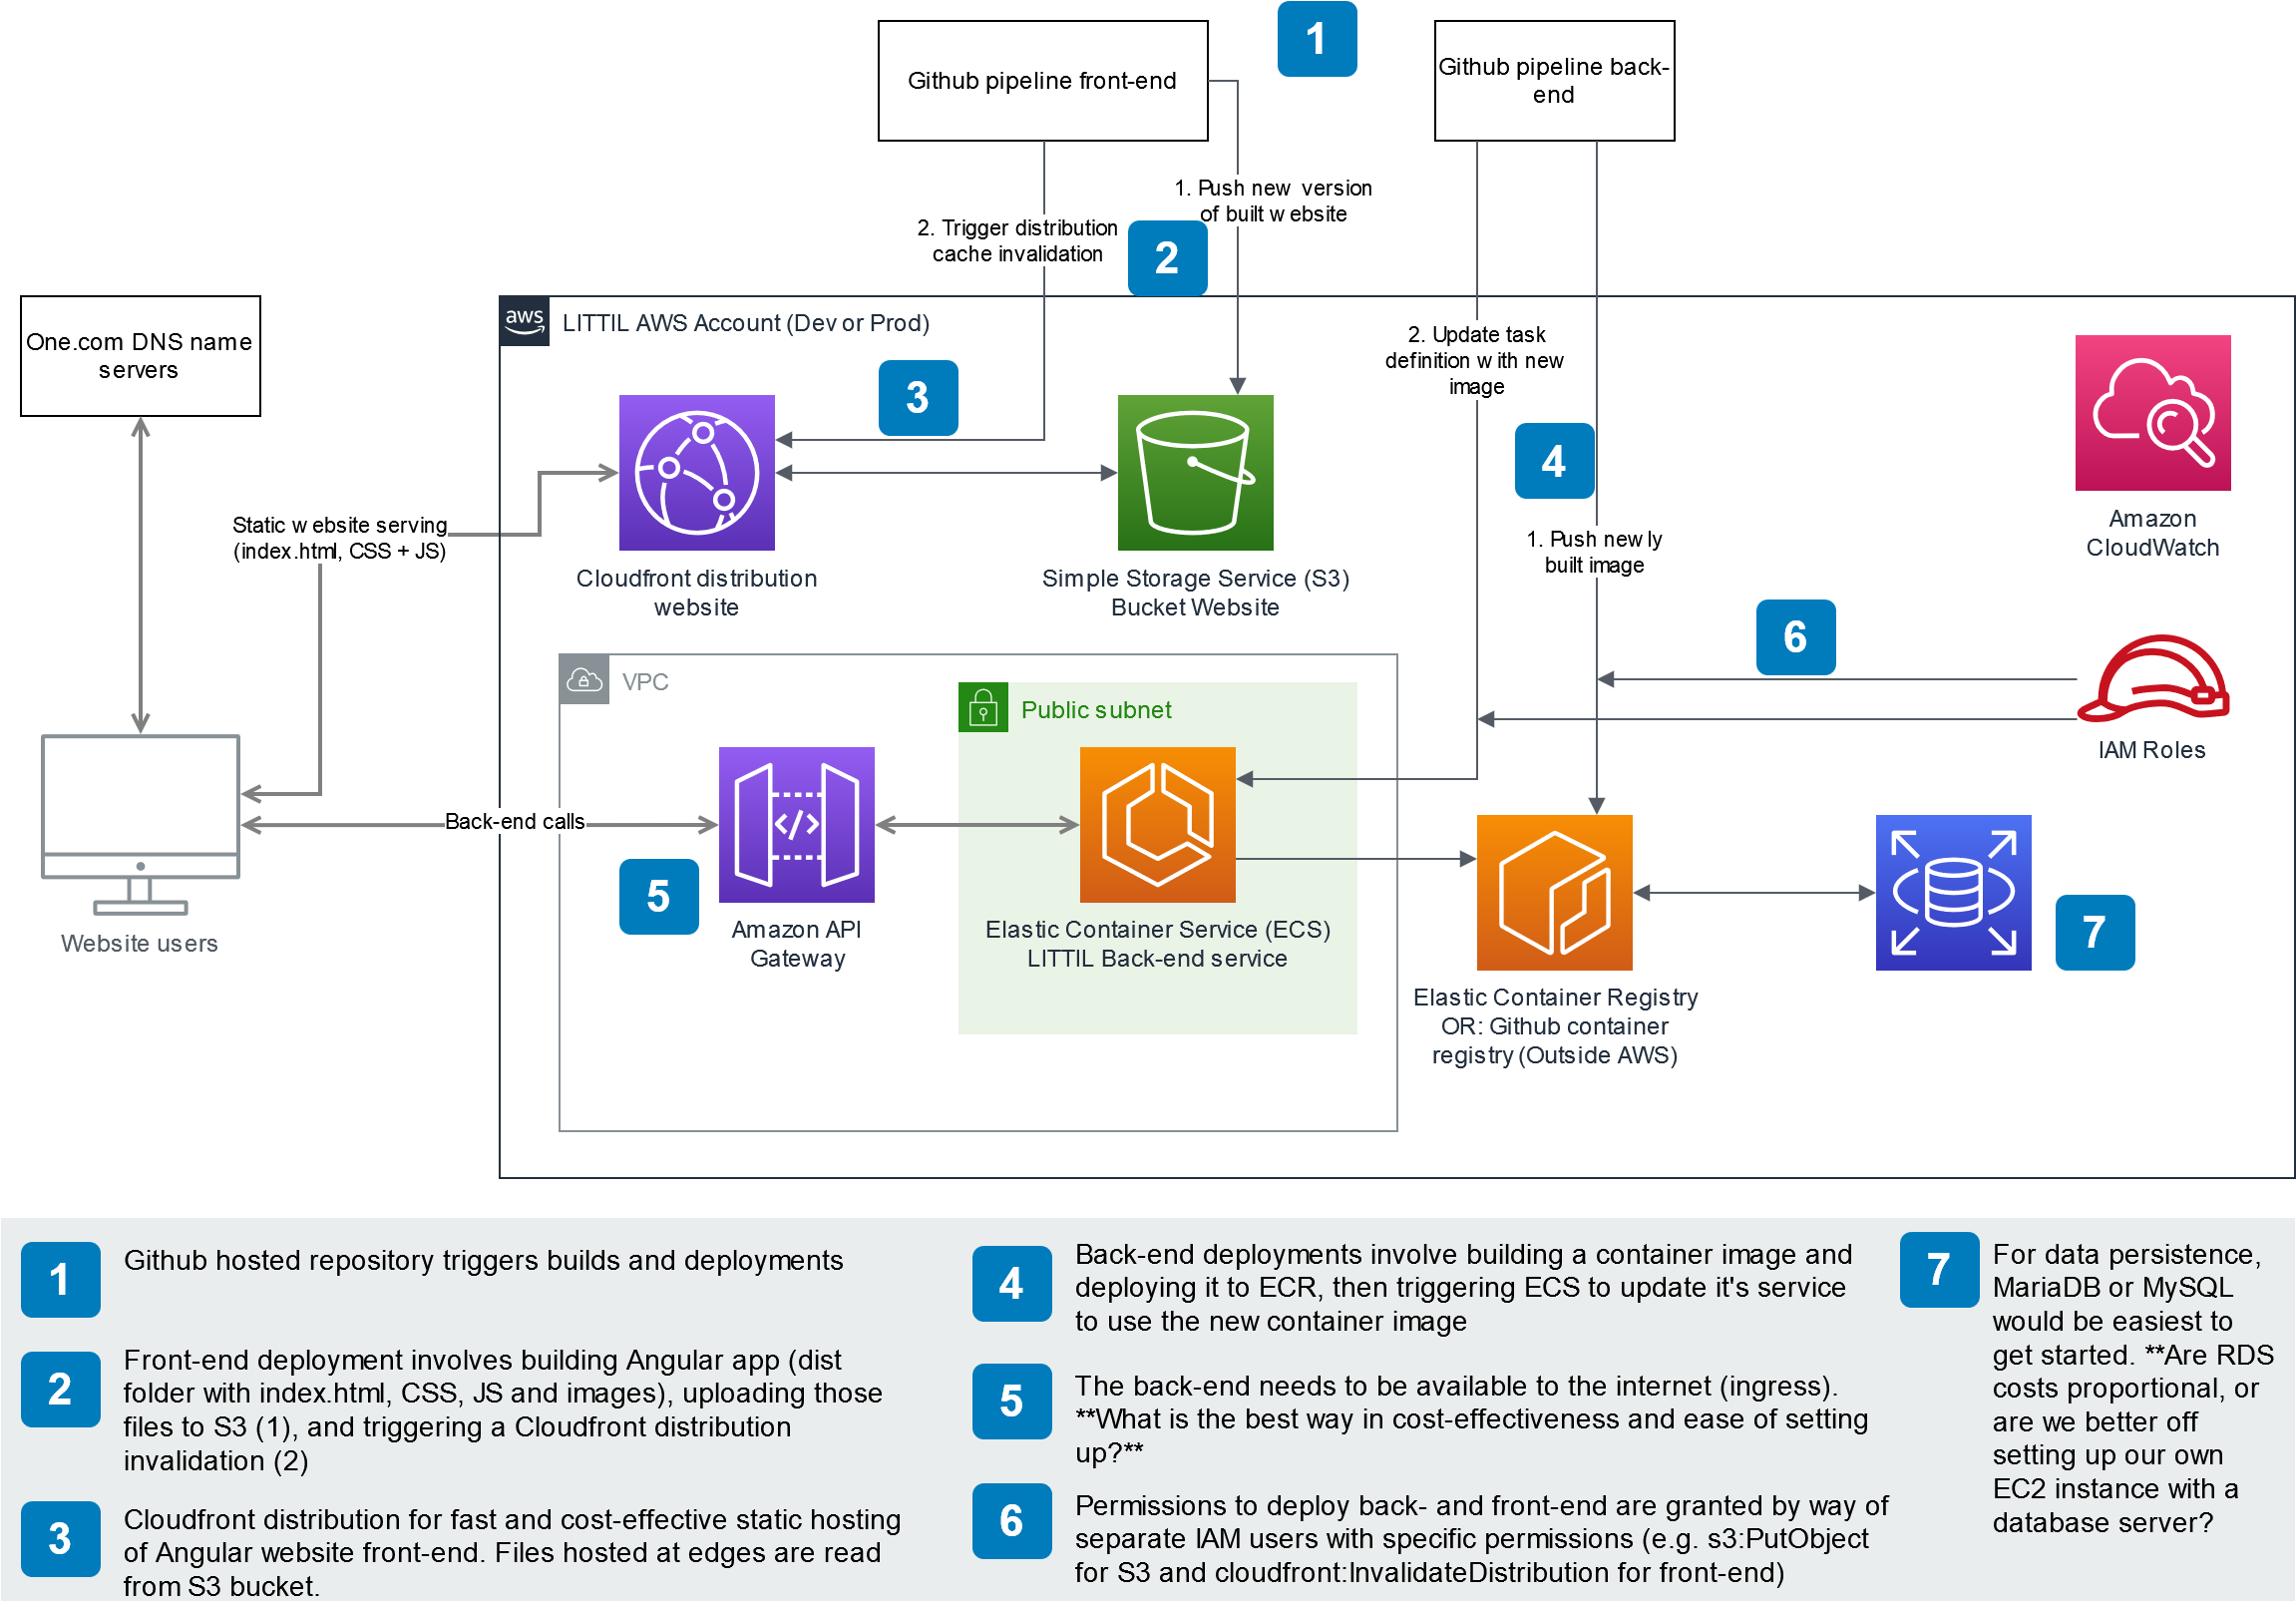 1
Github pipeline front-end
Github pipeline back-
end
1. Push new version
of built website
2. Trigger distribution
cache invalidation
2
One.com DNS name
servers
aws
LITTIL AWS Account (Dev or Prod)
2. Update task
definition with new
image
3
4
Static website serving
(index.html, CSS + JS)
Amazon
CloudWatch
1. Push newly
built image
Cloudfront distribution
website
Simple Storage Service (S3)
Bucket Website
6
VPC
Public subnet
IAM Roles
Back-end calls
5
7
Website users
Amazon API
Gateway
Elastic Container Service (ECS)
LITTIL Back-end service
Elastic Container Registry
OR: Github container
registry (Outside AWS)
1
Github hosted repository triggers builds and deployments
2
Front-end deployment involves building Angular app (dist
folder with index.html, CSS, JS and images), uploading those
files to S3 (1), and triggering a Cloudfront distribution
invalidation (2)
3
Cloudfront distribution for fast and cost-effective static hosting
of Angular website front-end. Files hosted at edges are read
from S3 bucket.
4
Back-end deployments involve building a container image and
deploying it to ECR, then triggering ECS to update it's service
to use the new container image
5
The back-end needs to be available to the internet (ingress).
**What is the best way in cost-effectiveness and ease of setting
up?**
6
Permissions to deploy back- and front-end are granted by way of
separate IAM users with specific permissions (e.g. s3:PutObject
for S3 and cloudfront:InvalidateDistribution for front-end)
7
For data persistence,
MariaDB or MySQL
would be easiest to
get started. **Are RDS
costs proportional, or
are we better off
setting up our own
EC2 instance with a
database server?